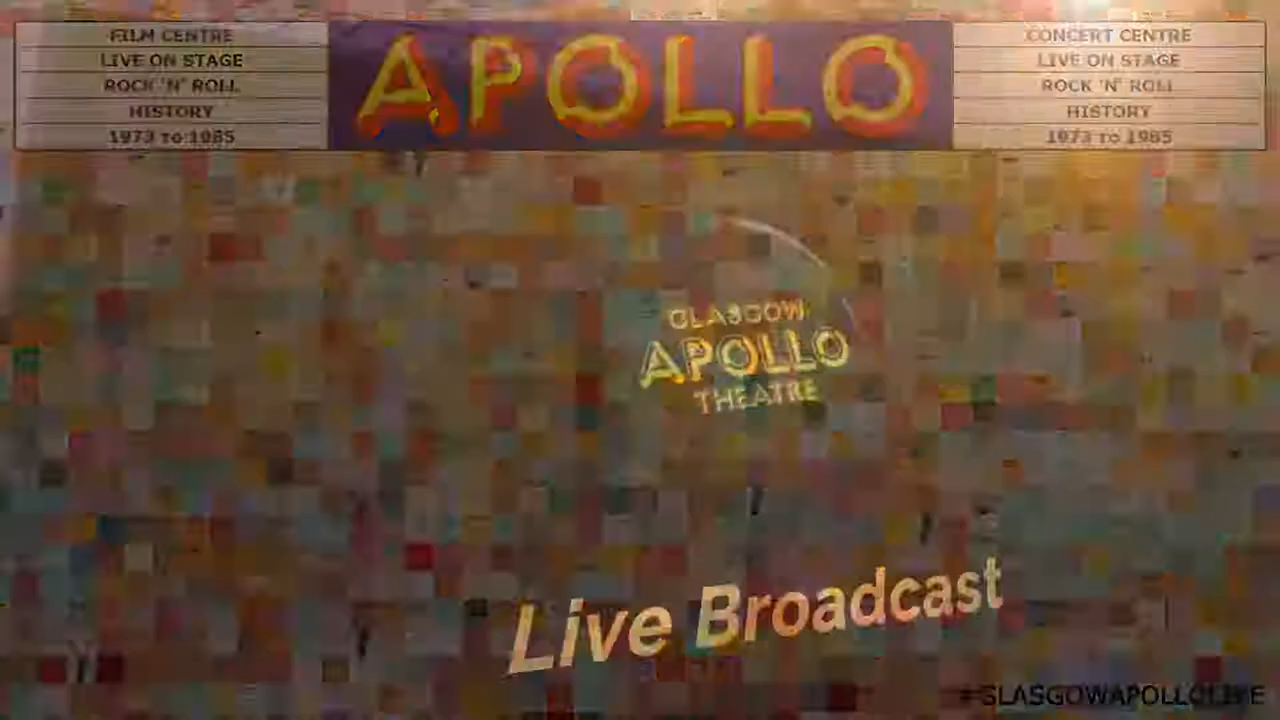 FILM CENTRE
LIVE ON STAGE
ROCK 'N' ROLL
HISTORY
1973 to 1985
APOLLO
CONCERT CENTRE
LIVE ON STAGE
ROCK 'N' ROLL
HISTORY
1973 to 1985
GLASGOW
APOLLO
THEATRE
Live Broadcast
#GLASGOWAPOLLOLIVE